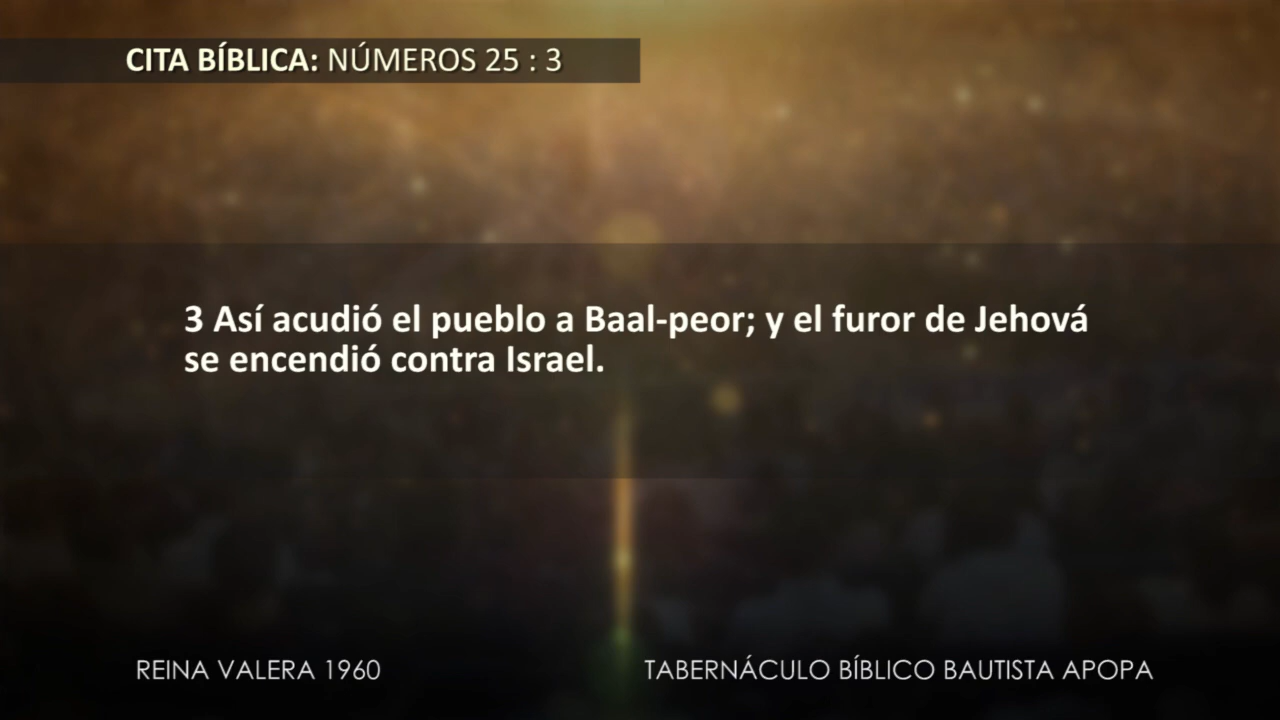 CITA BÍBLICA: NÚMEROS 25 : 3
3 Así acudió el pueblo a Baal-peor; y el furor de Jehová
se encendió contra Israel.
REINA VALERA 1960
TABERNÁCULO BÍBLICO BAUTISTA APOPA